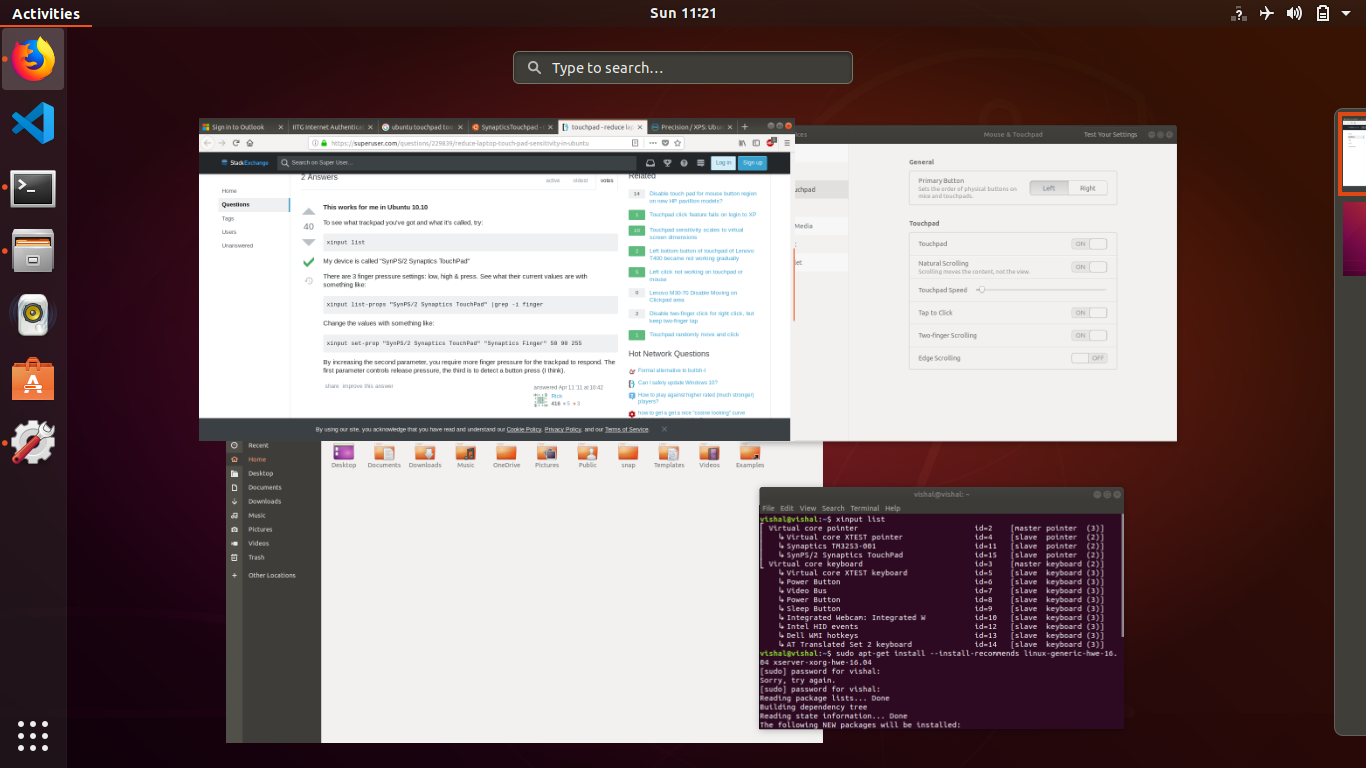 Activities
Sun 11:21
Type to search...
Sign in to Outlook
IITG Internet Authentica
ubuntu touchpad to
SynapticsTouchpad -
touchpad - reduce la
Precision / XPS: Ubu
https://superuser.com/questions/229839/reduce-laptop-touch-pad-sensitivity-in-ubuntu
StackExchange
Search on Super User...
Log in
Sign up
Home
Questions
Tags
Users
Unanswered
2 Answers
active
oldest
votes
This works for me in Ubuntu 10.10
40
To see what trackpad you've got and what it's called, try:
xinput list
My device is called "SynPS/2 Synaptics TouchPad"
There are 3 finger pressure settings: low, high & press. See what their current values are with
something like:
xinput list-props "SynPS/2 Synaptics TouchPad" |grep -i finger
Change the values with something like:
xinput set-prop "SynPS/2 Synaptics TouchPad" "Synaptics Finger" 50 90 255
By increasing the second parameter, you require more finger pressure for the trackpad to respond. The
first parameter controls release pressure, the third is to detect a button press (I think).
share improve this answer
answered Apr 11 '11 at 10:42
416
Related
14 Disable touch pad for mouse button region
on new HP pavilion models?
1 Touchpad click feature fails on login to XP
Touchpad sensitivity scales to virtual
screen dimensions
Left bottom button of touchpad of Lenovo
T400 became not working gradually
Left click not working on touchpad or
mouse
0 Lenovo M30-70 Disable Moving on
Clickpad area
2 Disable two-finger click for right click, but
keep two-finger tap
1 Touchpad randomly move and click
Hot Network Questions
Formal alternative to bullsh-t
Can I safely update Windows 10?
How to play against higher rated (much stronger)
players?
how to get a get a nice "cosine looking" curve
By using our site, you acknowledge that you have read and understand our Cookie Policy, Privacy Policy, and our Terms of Service.
ces
Mouse & Touchpad
Test Your Settings
uchpad
Media
et
General
Primary Button
Sets the order of physical buttons on
mice and touchpads.
Left
Right
Touchpad
Touchpad
ON
Natural Scrolling
Scrolling moves the content, not the view.
ON
Touchpad Speed
Tap to Click
ON
Two-finger Scrolling
ON
Edge Scrolling
OFF
Recent
Home
Desktop
Documents
Downloads
Music
Pictures
Videos
Trash
Other Locations
Desktop
Documents
Downloads
Music
OneDrive
Pictures
Public
snap
Templates
Videos
Examples
vishal@vishal: ~
File Edit View Search Terminal Help
vishal@vishal:~$ xinput list
Virtual core pointer id=2 [master pointer (3)]
↳ Virtual core XTEST pointer id=4 [slave pointer (2)]
↳ Synaptics TM3253-001 id=11 [slave pointer (2)]
↳ SynPS/2 Synaptics TouchPad id=15 [slave pointer (2)]
Virtual core keyboard id=3 [master keyboard (2)]
↳ Virtual core XTEST keyboard id=5 [slave keyboard (3)]
↳ Power Button id=6 [slave keyboard (3)]
↳ Video Bus id=7 [slave keyboard (3)]
↳ Power Button id=8 [slave keyboard (3)]
↳ Sleep Button id=9 [slave keyboard (3)]
↳ Integrated Webcam: Integrated W id=10 [slave keyboard (3)]
↳ Intel HID events id=12 [slave keyboard (3)]
↳ Dell WMI hotkeys id=13 [slave keyboard (3)]
↳ AT Translated Set 2 keyboard id=14 [slave keyboard (3)]
vishal@vishal:~$ sudo apt-get install --install-recommends linux-generic-hwe-16.
04 xserver-xorg-hwe-16.04
[sudo] password for vishal:
Sorry, try again.
[sudo] password for vishal:
Reading package lists... Done
Building dependency tree
Reading state information... Done
The following NEW packages will be installed: